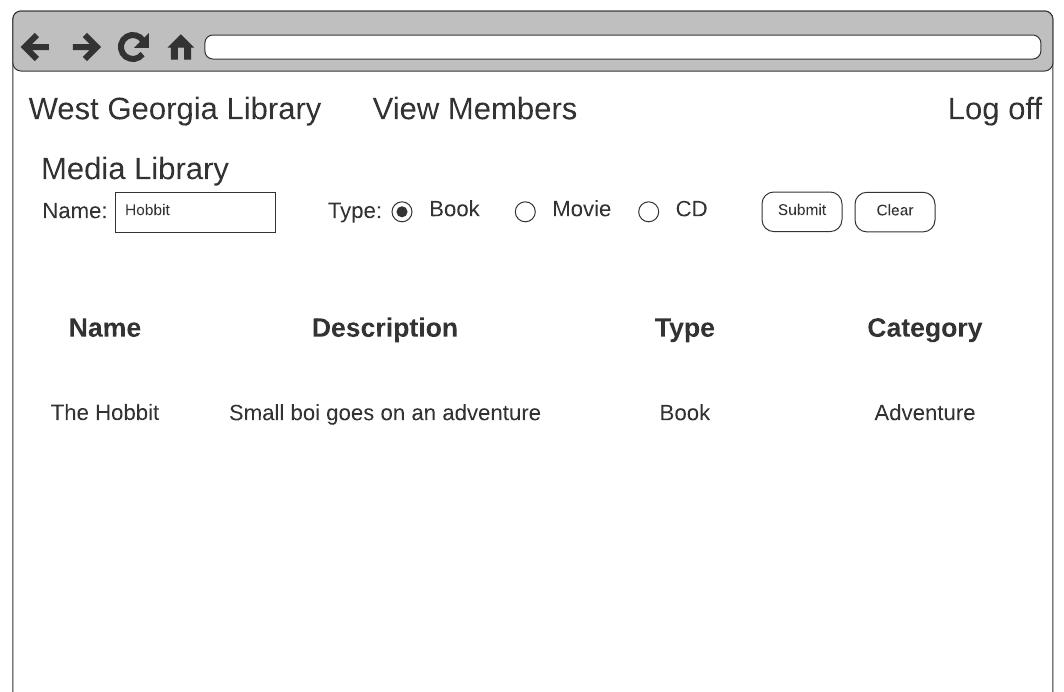 West Georgia Library View Members Log off
Media Library
Name: Hobbit Type: Book Movie CD Submit Clear
Name Description Type Category
The Hobbit Small boi goes on an adventure Book Adventure